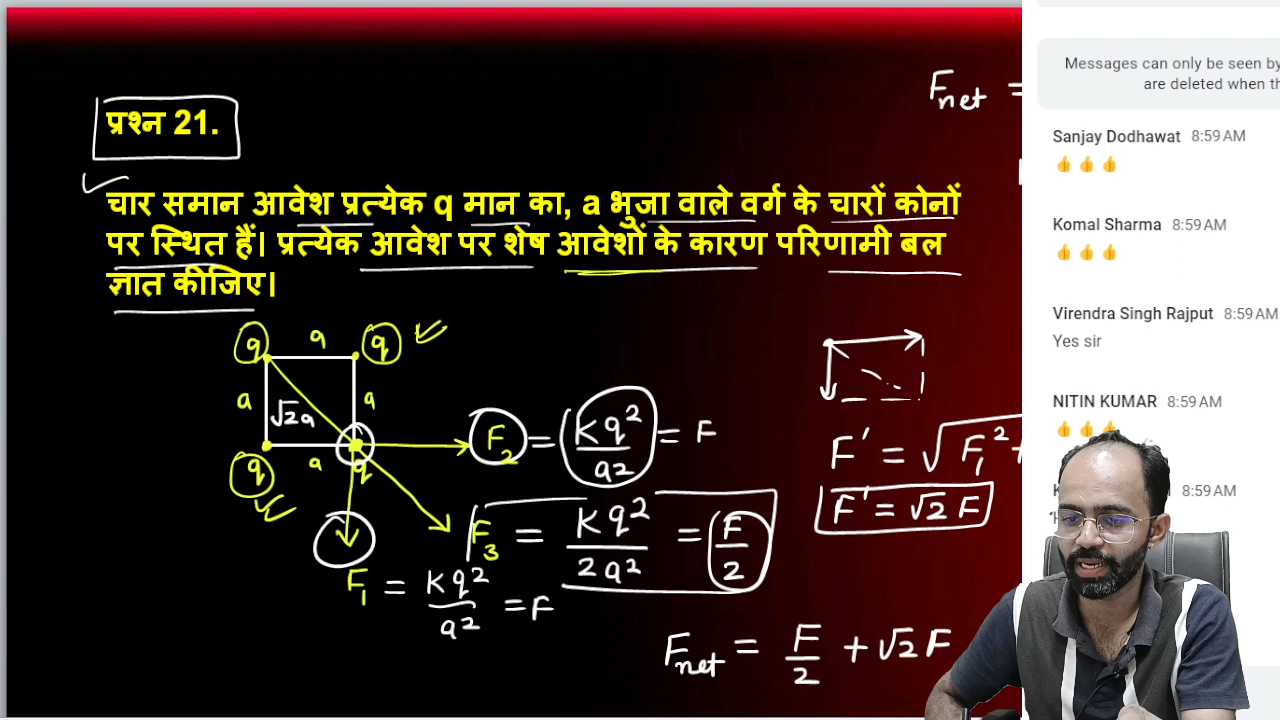 F net =
प्रश्न 21.
चार समान आवेश प्रत्येक q मान का, a भुजा वाले वर्ग के चारों कोनों
पर स्थित हैं। प्रत्येक आवेश पर शेष आवेशों के कारण परिणामी बल
ज्ञात कीजिए।
q a q
a √2a a
q a q
F₂ = Kq²/a² = F
F₃ = Kq²/2a² = F/2
F₁ = Kq²/a² = F
F' = √F₁² +
F' = √2 F
F net = F/2 + √2 F
Messages can only be seen by
are deleted when th
Sanjay Dodhawat 8:59 AM
👍 👍 👍
Komal Sharma 8:59 AM
👍 👍 👍
Virendra Singh Rajput 8:59 AM
Yes sir
NITIN KUMAR 8:59 AM
👍 👍 👍
8:59 AM